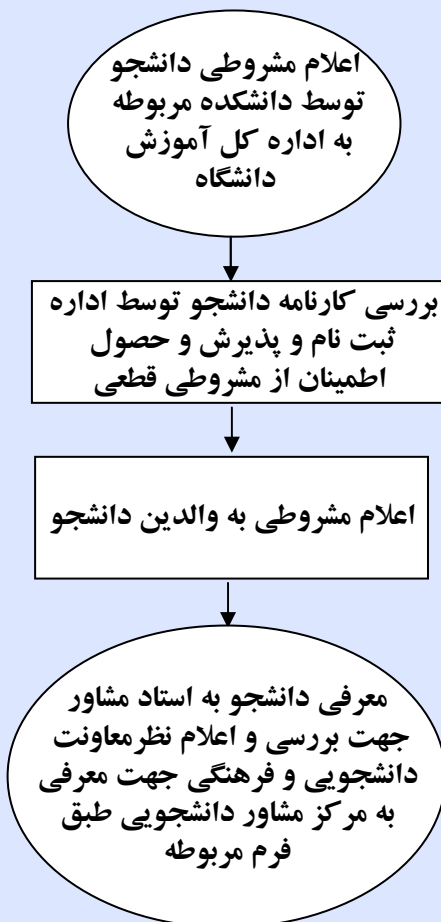 اعلام مشروطی دانشجو
توسط دانشکده مربوطه
به اداره کل آموزش
دانشگاه
بررسی کارنامه دانشجو توسط اداره
ثبت نام و پذیرش و حصول
اطمینان از مشروطی قطعی
اعلام مشروطی به والدین دانشجو
معرفی دانشجو به استاد مشاور
جهت بررسی و اعلام نظرمعاونت
دانشجویی و فرهنگی جهت معرفی
به مرکز مشاور دانشجویی طبق
فرم مربوطه